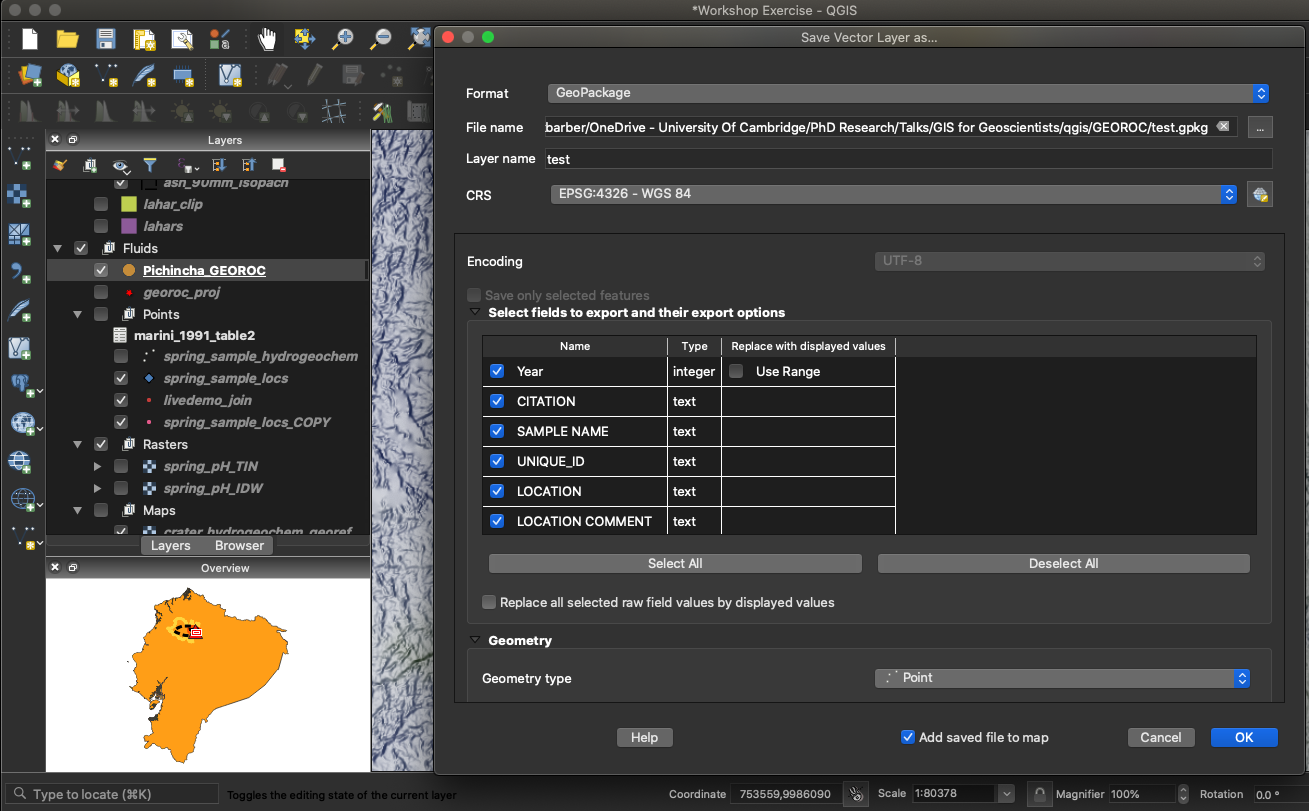 *Workshop Exercise - QGIS
Save Vector Layer as...
Format
GeoPackage
File name
barber/OneDrive - University Of Cambridge/PhD Research/Talks/GIS for Geoscientists/qgis/GEOROC/test.gpkg
...
Layer name
test
CRS
EPSG:4326 - WGS 84
Encoding
UTF-8
Save only selected features
Select fields to export and their export options
Name
Type
Replace with displayed values
Year
integer
Use Range
CITATION
text
SAMPLE NAME
text
UNIQUE_ID
text
LOCATION
text
LOCATION COMMENT
text
Select All
Deselect All
Replace all selected raw field values by displayed values
Geometry
Geometry type
Point
Help
Add saved file to map
Cancel
OK
Layers
ash_90mm_isopach
lahar_clip
lahars
Fluids
Pichincha_GEOROC
georoc_proj
Points
marini_1991_table2
spring_sample_hydrogeochem
spring_sample_locs
livedemo_join
spring_sample_locs_COPY
Rasters
spring_pH_TIN
spring_pH_IDW
Maps
crater_hydrogeochem_georef
Layers
Browser
Overview
Type to locate (⌘K)
Toggles the editing state of the current layer
Coordinate
753559,9986090
Scale
1:80378
Magnifier
100%
Rotation
0.0 °